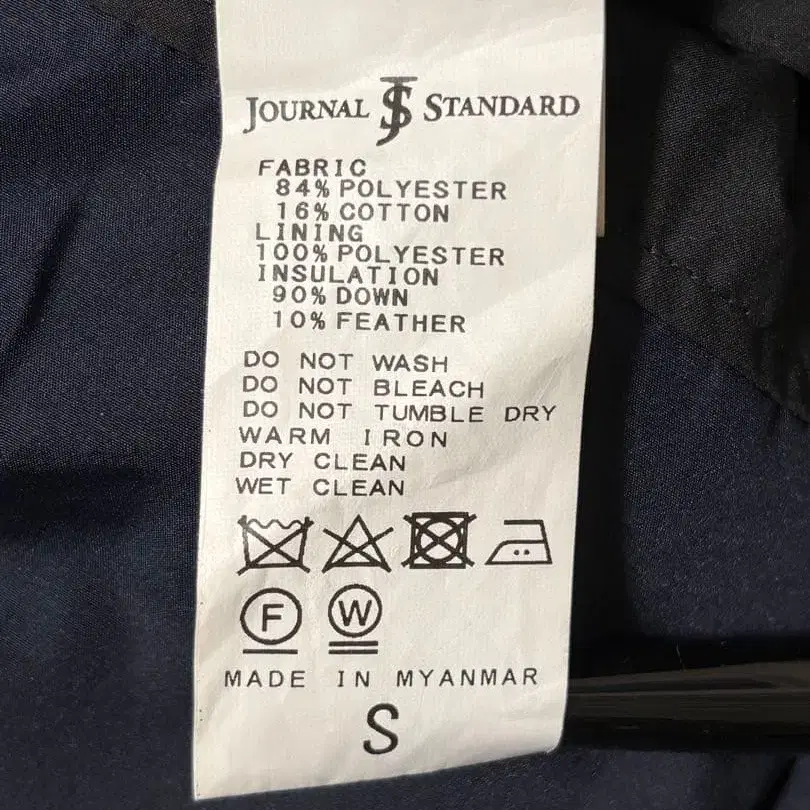 JOURNAL JS STANDARD
FABRIC
84% POLYESTER
16% COTTON
LINING
100% POLYESTER
INSULATION
90% DOWN
10% FEATHER
DO NOT WASH
DO NOT BLEACH
DO NOT TUMBLE DRY
WARM IRON
DRY CLEAN
WET CLEAN
F W
MADE IN MYANMAR
S